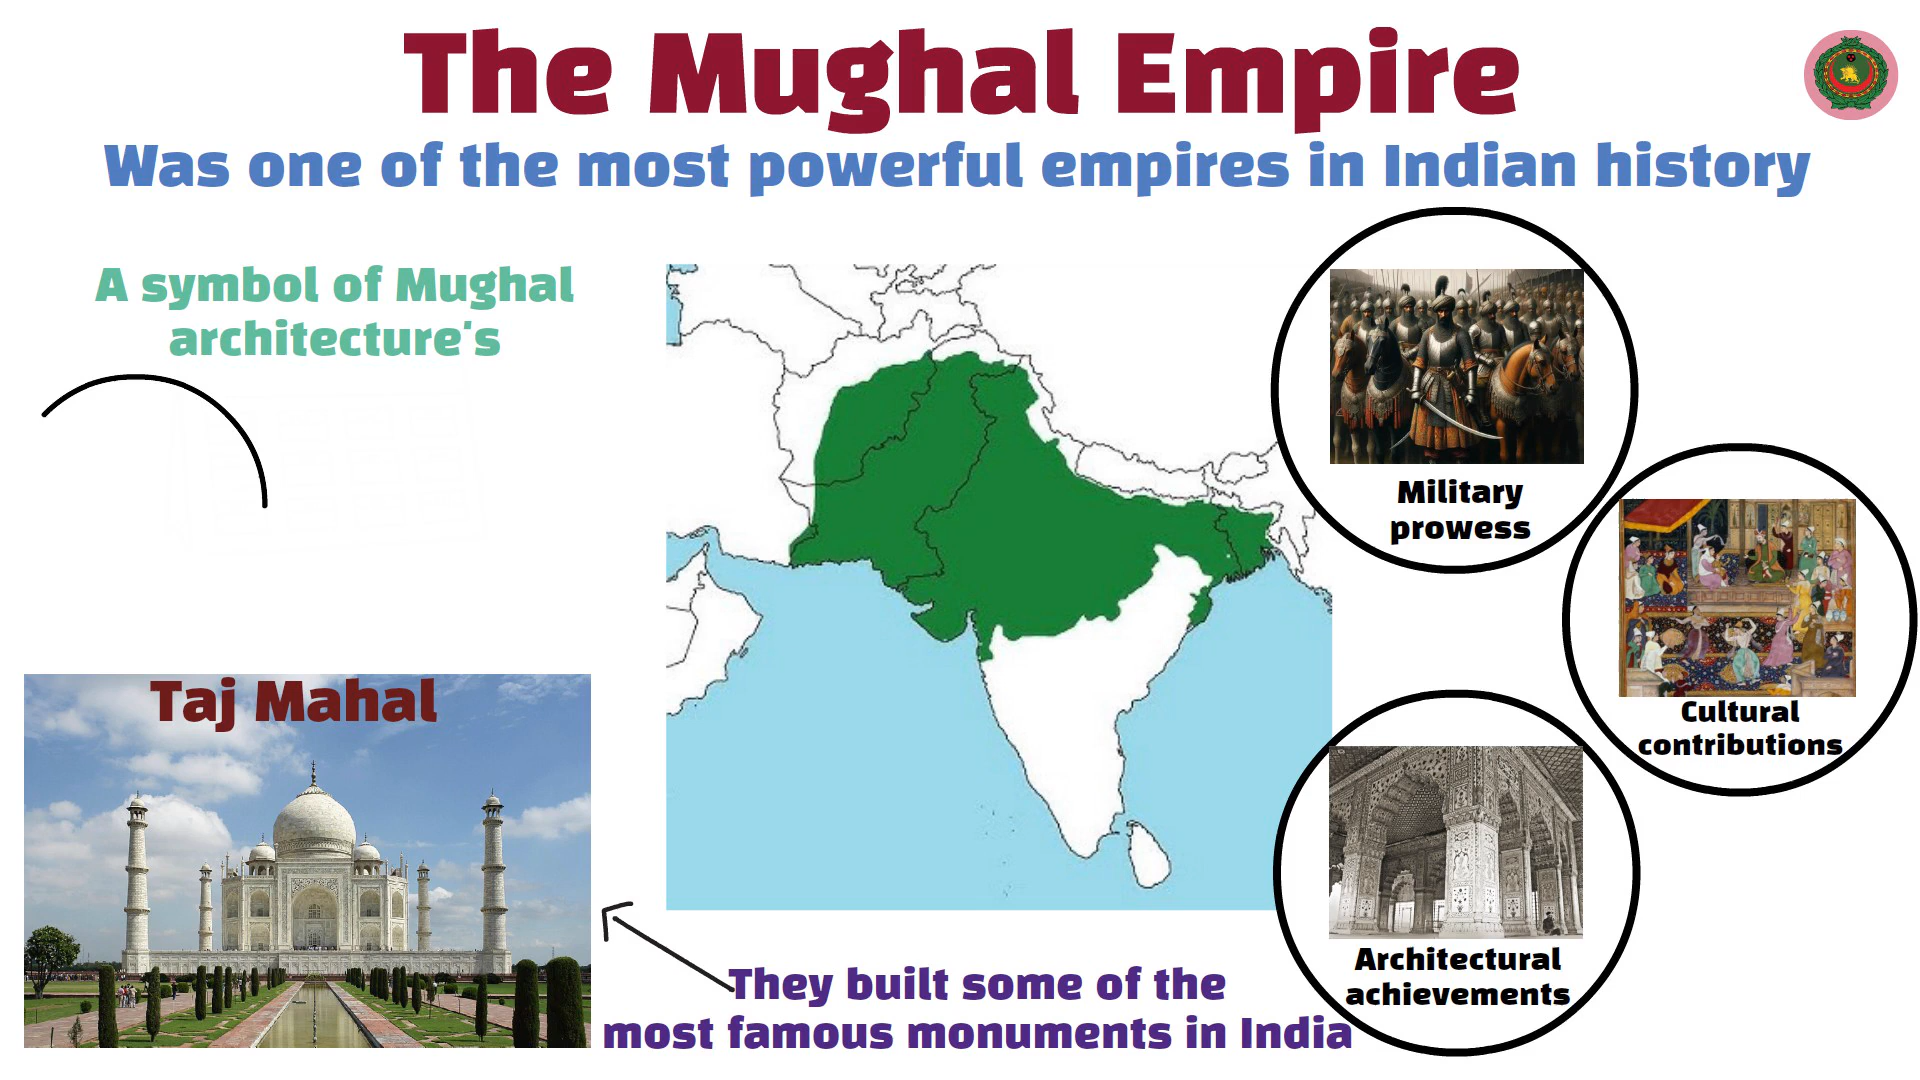 The Mughal Empire
Was one of the most powerful empires in Indian history
A symbol of Mughal
architecture's
Taj Mahal
They built some of the
most famous monuments in India
Military
prowess
Cultural
contributions
Architectural
achievements